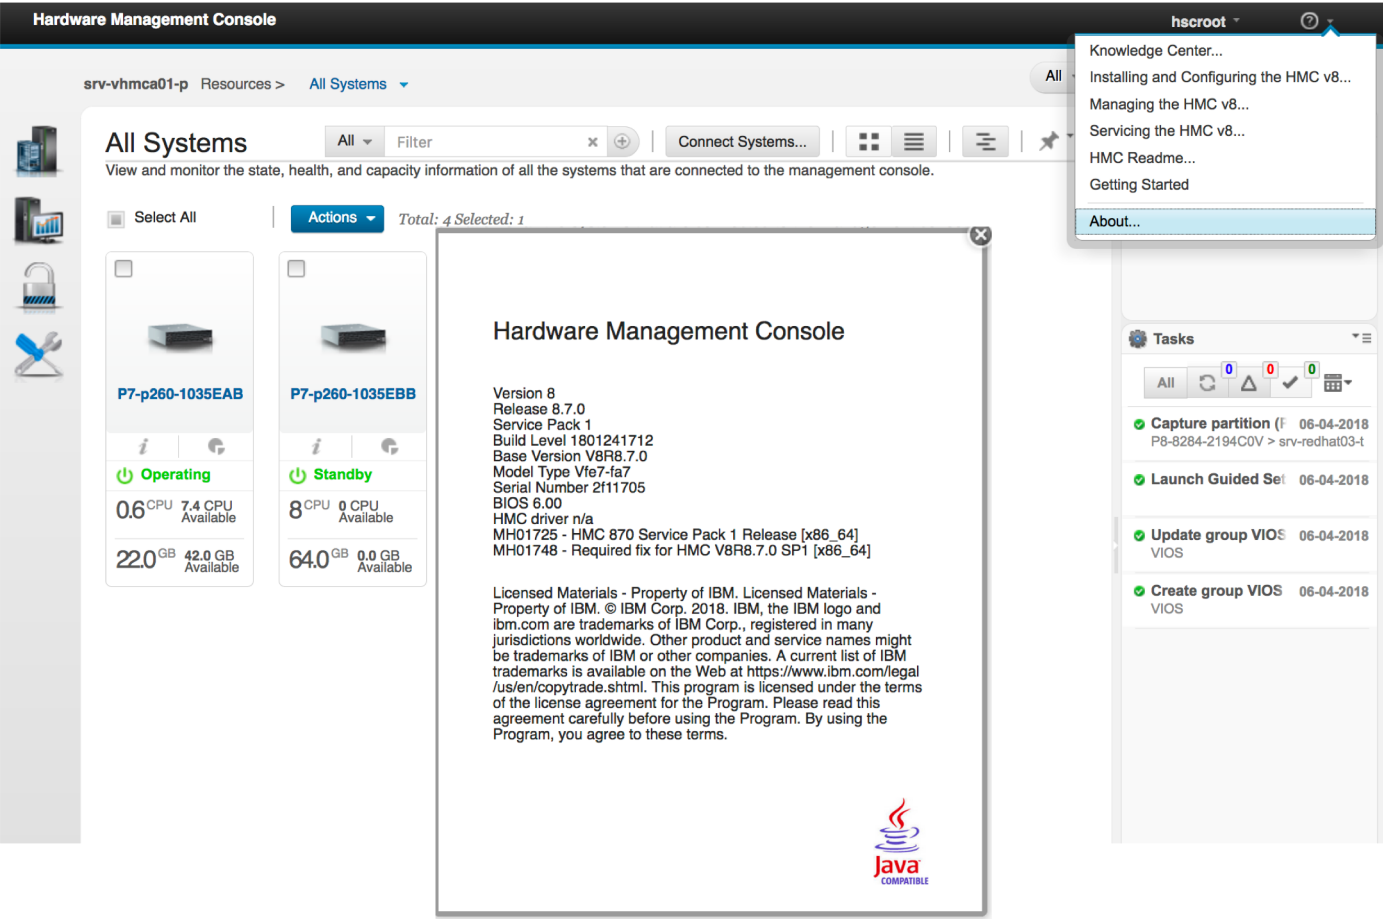 Hardware Management Console
hscroot
Knowledge Center...
Installing and Configuring the HMC v8...
Managing the HMC v8...
Servicing the HMC v8...
HMC Readme...
Getting Started
About...
srv-vhmca01-p Resources > All Systems
All
All Systems
All Filter
Connect Systems...
View and monitor the state, health, and capacity information of all the systems that are connected to the management console.
Select All
Actions
Total: 4 Selected: 1
P7-p260-1035EAB
Operating
0.6 CPU 7.4 CPU
Available
22.0 GB 42.0 GB
Available
P7-p260-1035EBB
Standby
8 CPU 0 CPU
Available
64.0 GB 0.0 GB
Available
Hardware Management Console
Version 8
Release 8.7.0
Service Pack 1
Build Level 1801241712
Base Version V8R8.7.0
Model Type Vfe7-fa7
Serial Number 2f11705
BIOS 6.00
HMC driver n/a
MH01725 - HMC 870 Service Pack 1 Release [x86_64]
MH01748 - Required fix for HMC V8R8.7.0 SP1 [x86_64]
Licensed Materials - Property of IBM. Licensed Materials -
Property of IBM. © IBM Corp. 2018. IBM, the IBM logo and
ibm.com are trademarks of IBM Corp., registered in many
jurisdictions worldwide. Other product and service names might
be trademarks of IBM or other companies. A current list of IBM
trademarks is available on the Web at https://www.ibm.com/legal
/us/en/copytrade.shtml. This program is licensed under the terms
of the license agreement for the Program. Please read this
agreement carefully before using the Program. By using the
Program, you agree to these terms.
Java
COMPATIBLE
Tasks
All 0 0 0
Capture partition ( 06-04-2018
P8-8284-2194C0V > srv-redhat03-t
Launch Guided Set 06-04-2018
Update group VIOS 06-04-2018
VIOS
Create group VIOS 06-04-2018
VIOS